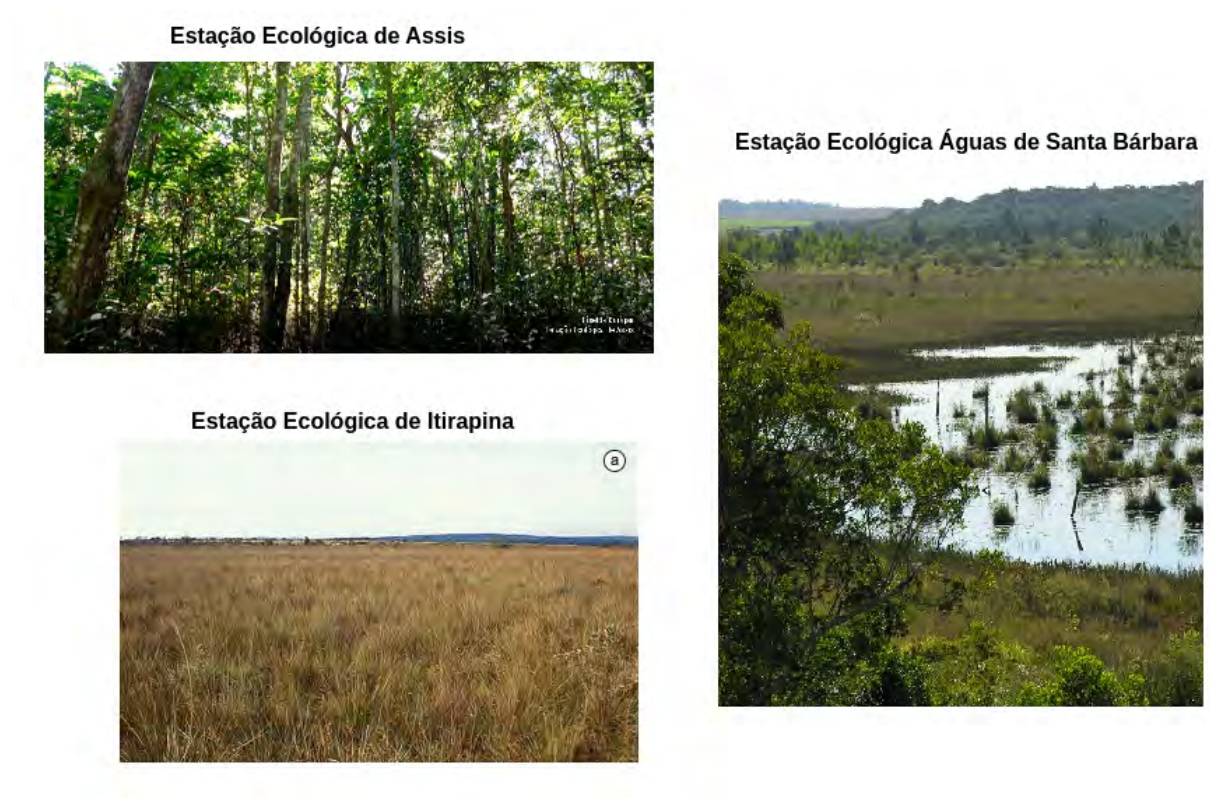 Estação Ecológica de Assis
Estação Ecológica Águas de Santa Bárbara
Estação Ecológica de Itirapina
a